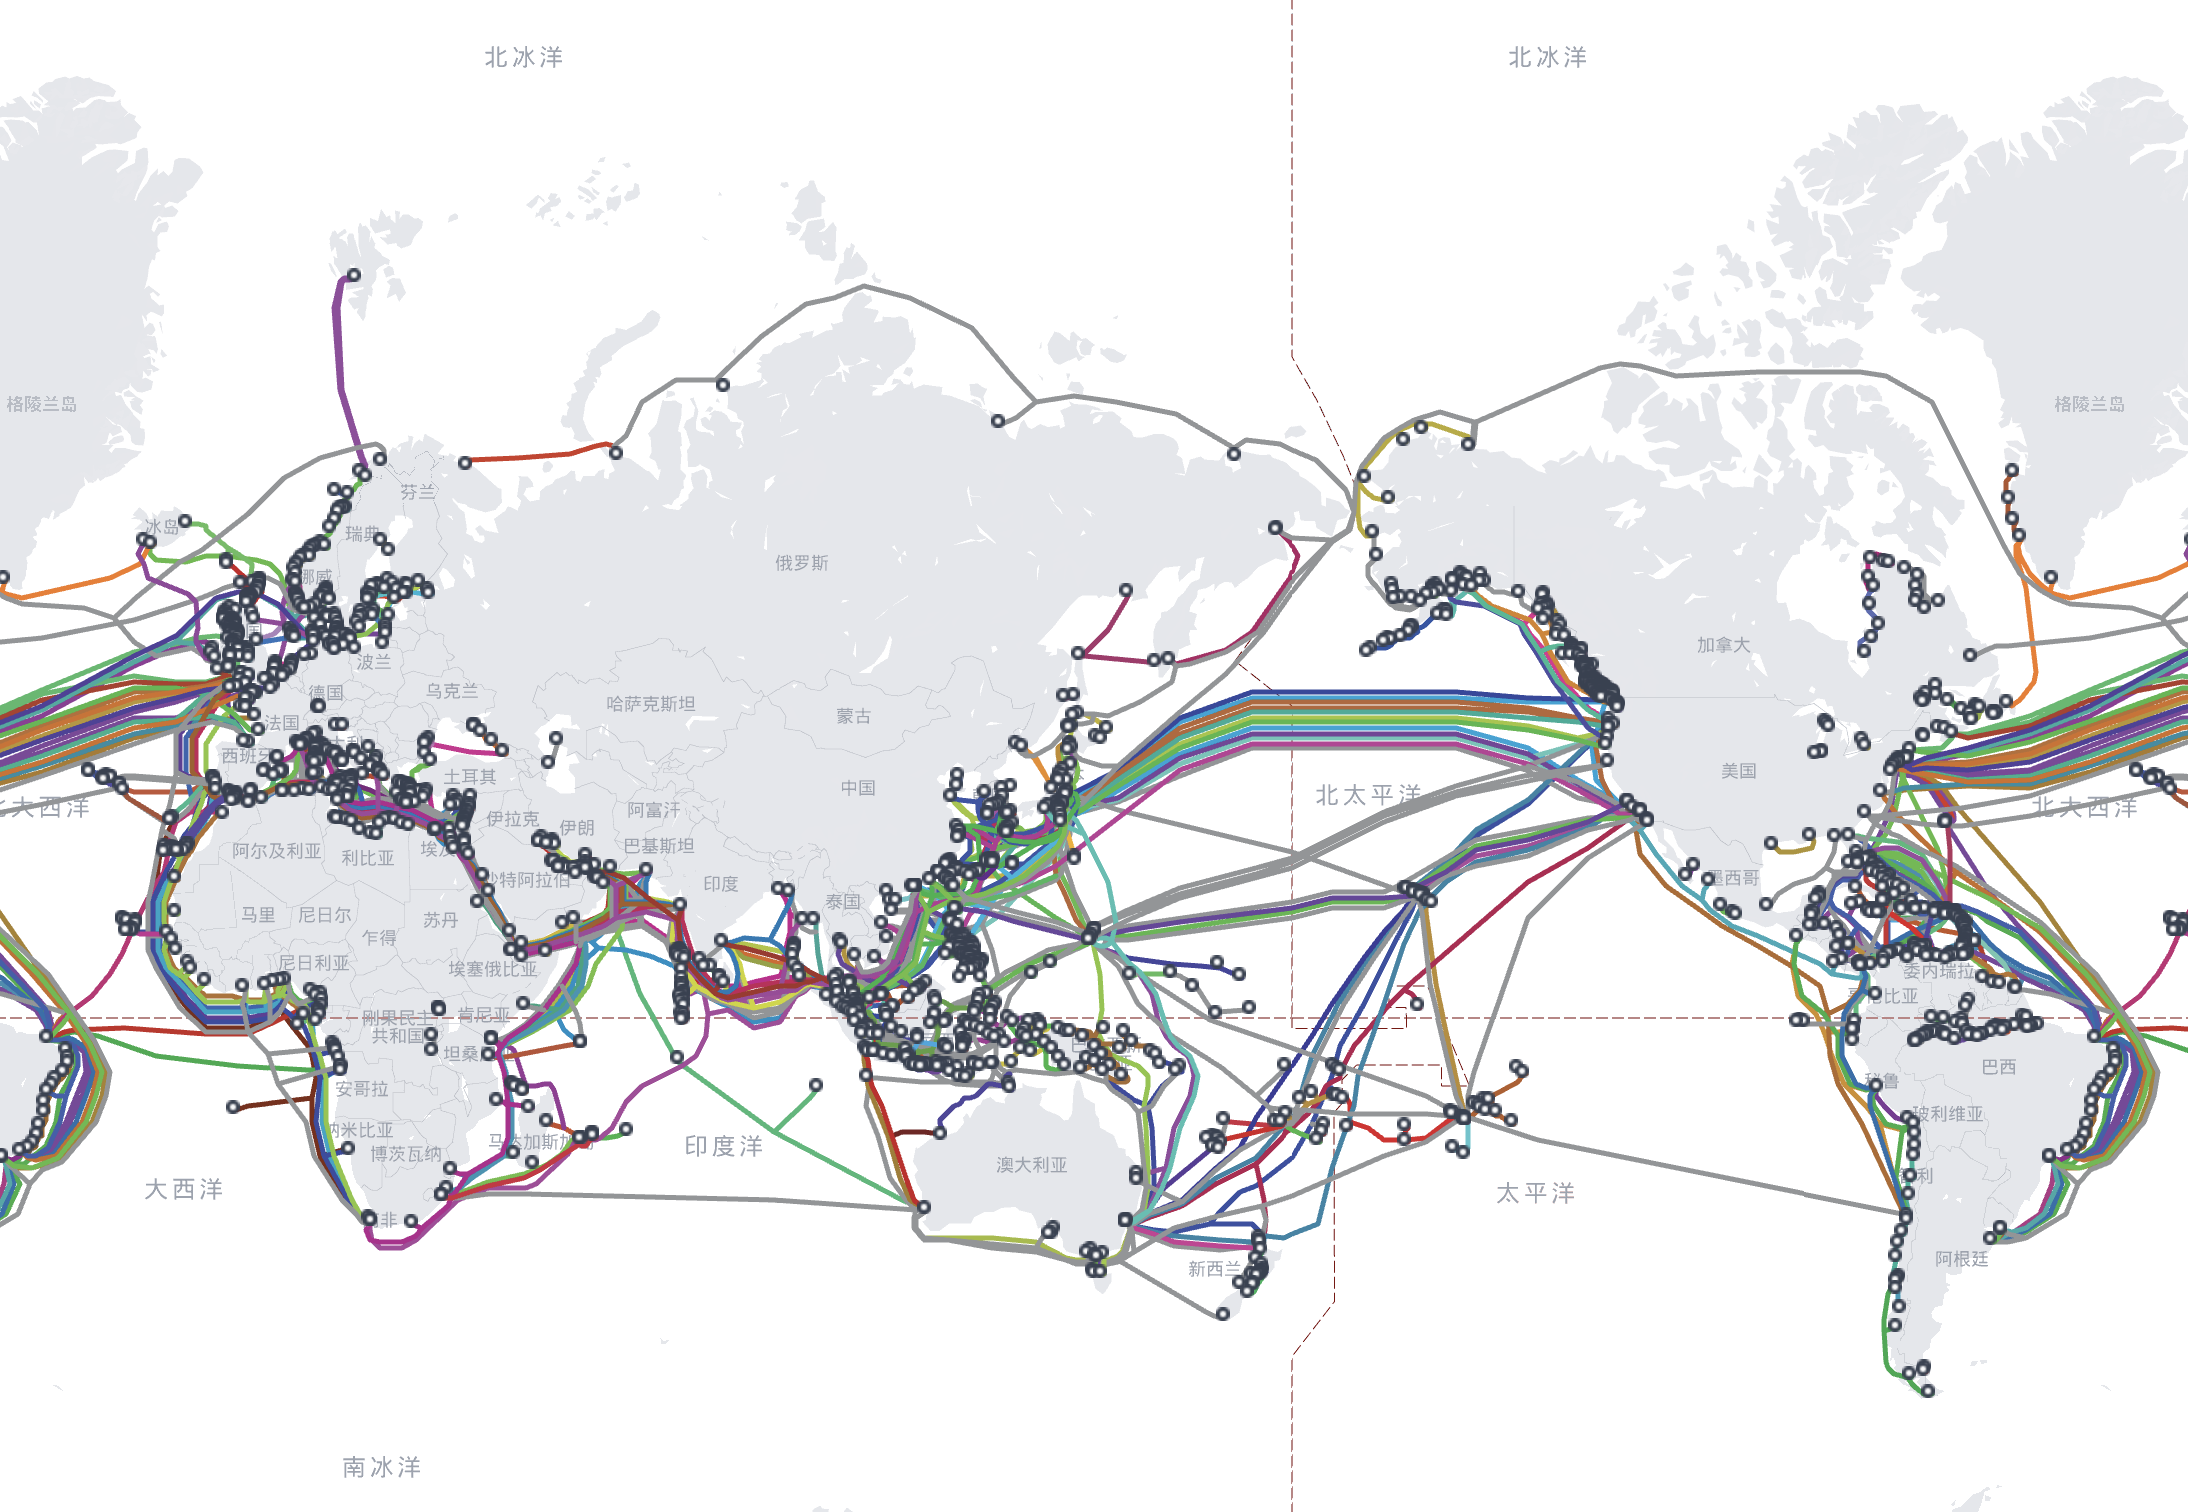 北冰洋
北冰洋
格陵兰岛
格陵兰岛
芬兰
冰岛
瑞典
俄罗斯
挪威
加拿大
波兰
德国
乌克兰
哈萨克斯坦
蒙古
法国
西班牙
土耳其
中国
美国
北太平洋
北大西洋
北大西洋
伊拉克
伊朗
阿富汗
巴基斯坦
阿尔及利亚
利比亚
埃及
沙特阿拉伯
印度
墨西哥
泰国
马里
尼日尔
苏丹
乍得
尼日利亚
埃塞俄比亚
委内瑞拉
刚果民主
共和国
肯尼亚
坦桑
巴西
秘鲁
安哥拉
玻利维亚
纳米比亚
博茨瓦纳
马达加斯加
印度洋
澳大利亚
智利
大西洋
太平洋
南非
新西兰
阿根廷
南冰洋